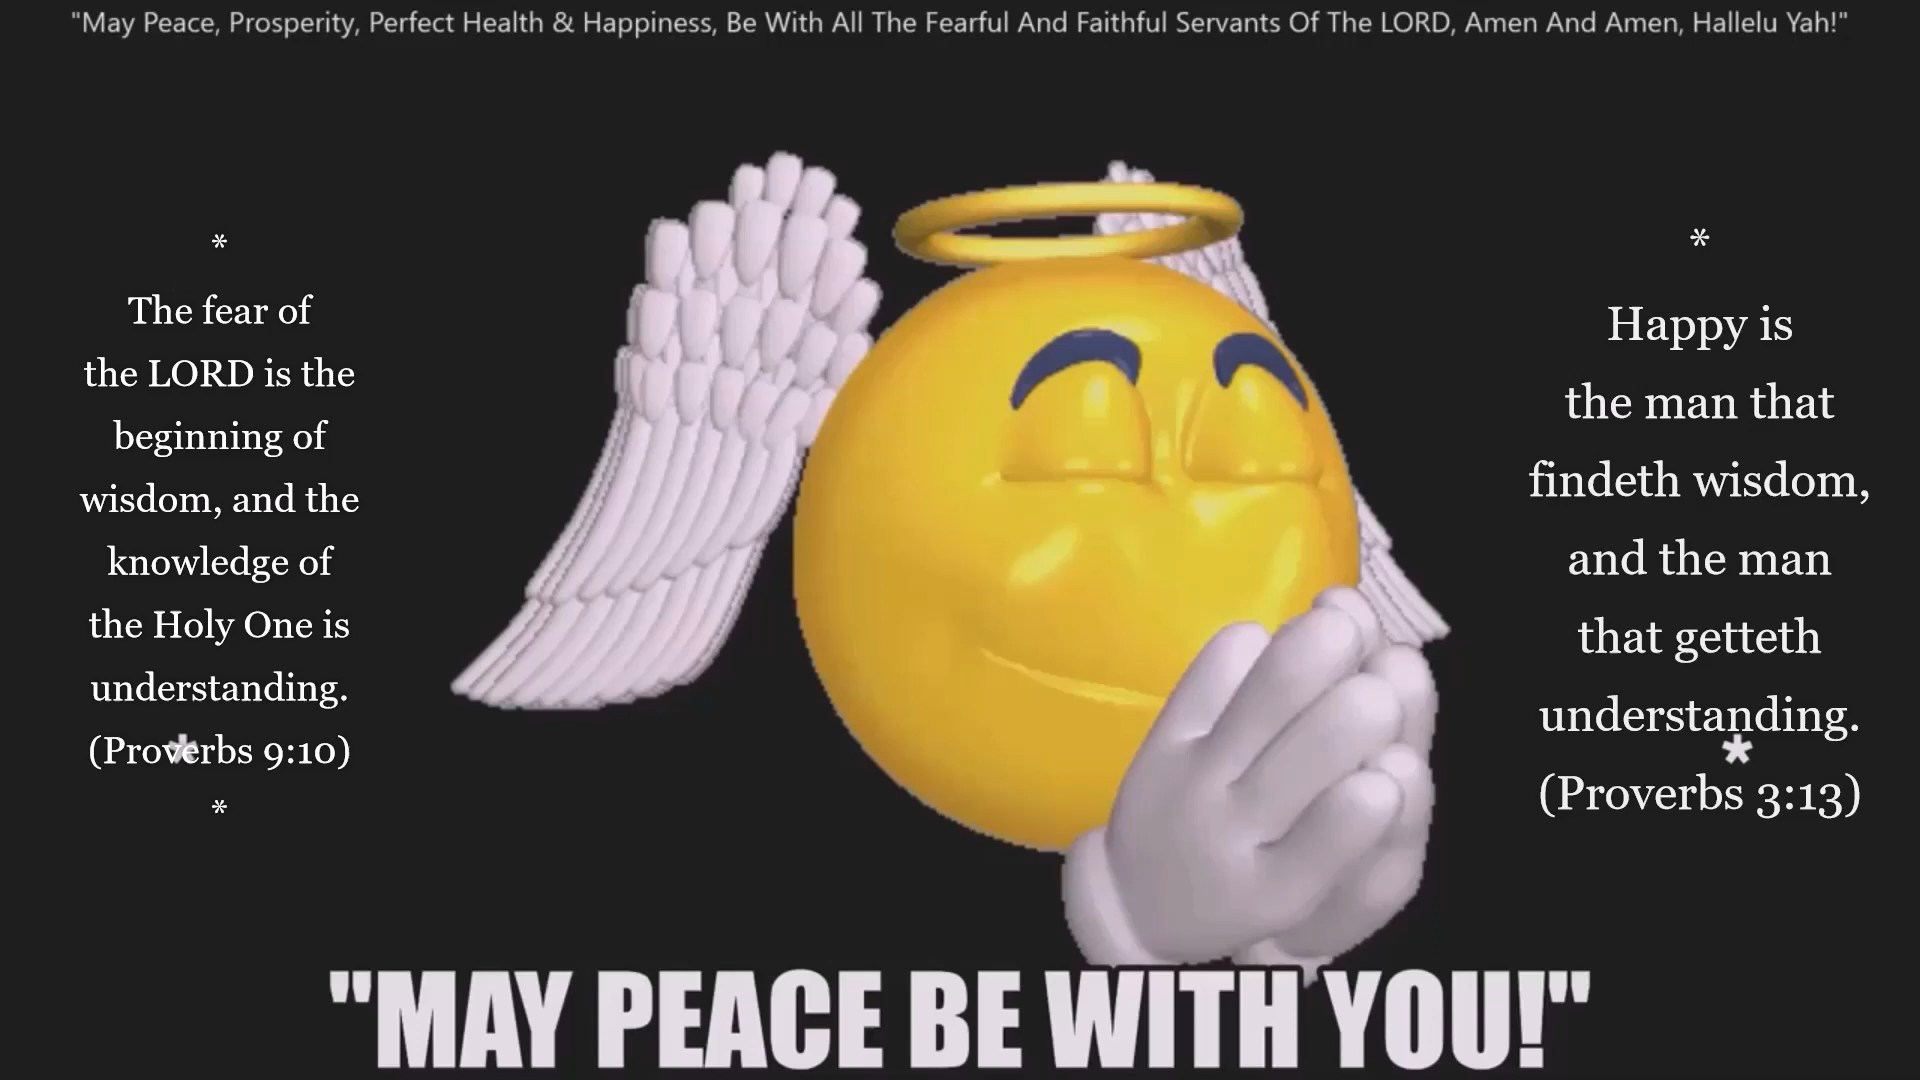 "May Peace, Prosperity, Perfect Health & Happiness, Be With All The Fearful And Faithful Servants Of The LORD, Amen And Amen, Hallelu Yah!"
*
The fear of
the LORD is the
beginning of
wisdom, and the
knowledge of
the Holy One is
understanding.
(Proverbs 9:10)
*
*
Happy is
the man that
findeth wisdom,
and the man
that getteth
understanding.
*
(Proverbs 3:13)
"MAY PEACE BE WITH YOU!"